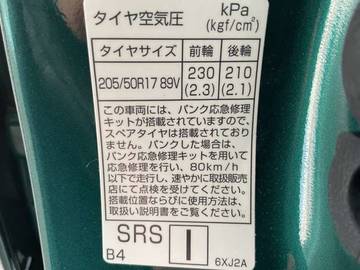 タイヤ空気圧 kPa
(kgf/cm²)
タイヤサイズ 前輪 後輪
205/50R17 89V 230 210
(2.3) (2.1)
この車両には、パンク応急修理
キットが搭載されていますので、
スペアタイヤは搭載されており
ません。パンクした場合は、
パンク応急修理キットを用いて
応急修理を行い、80km/h
以下で走行し、速やかに取扱販売
店にて点検を受けてください。
搭載位置ならびに使用方法は、
取扱い説明書をご覧ください。
SRS I
B4 6XJ2A